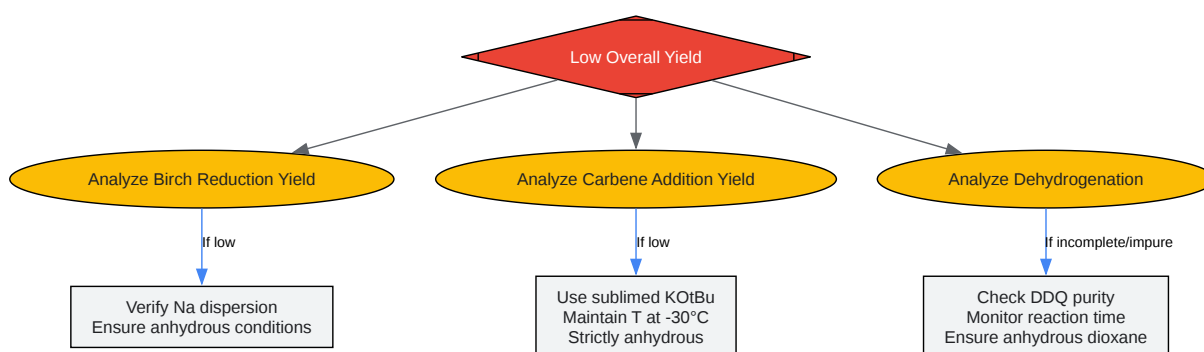 Low Overall Yield
Analyze Birch Reduction Yield
Analyze Carbene Addition Yield
Analyze Dehydrogenation
If low
If low
If incomplete/impure
Verify Na dispersion
Ensure anhydrous conditions
Use sublimed KOtBu
Maintain T at -30°C
Strictly anhydrous
Check DDQ purity
Monitor reaction time
Ensure anhydrous dioxane